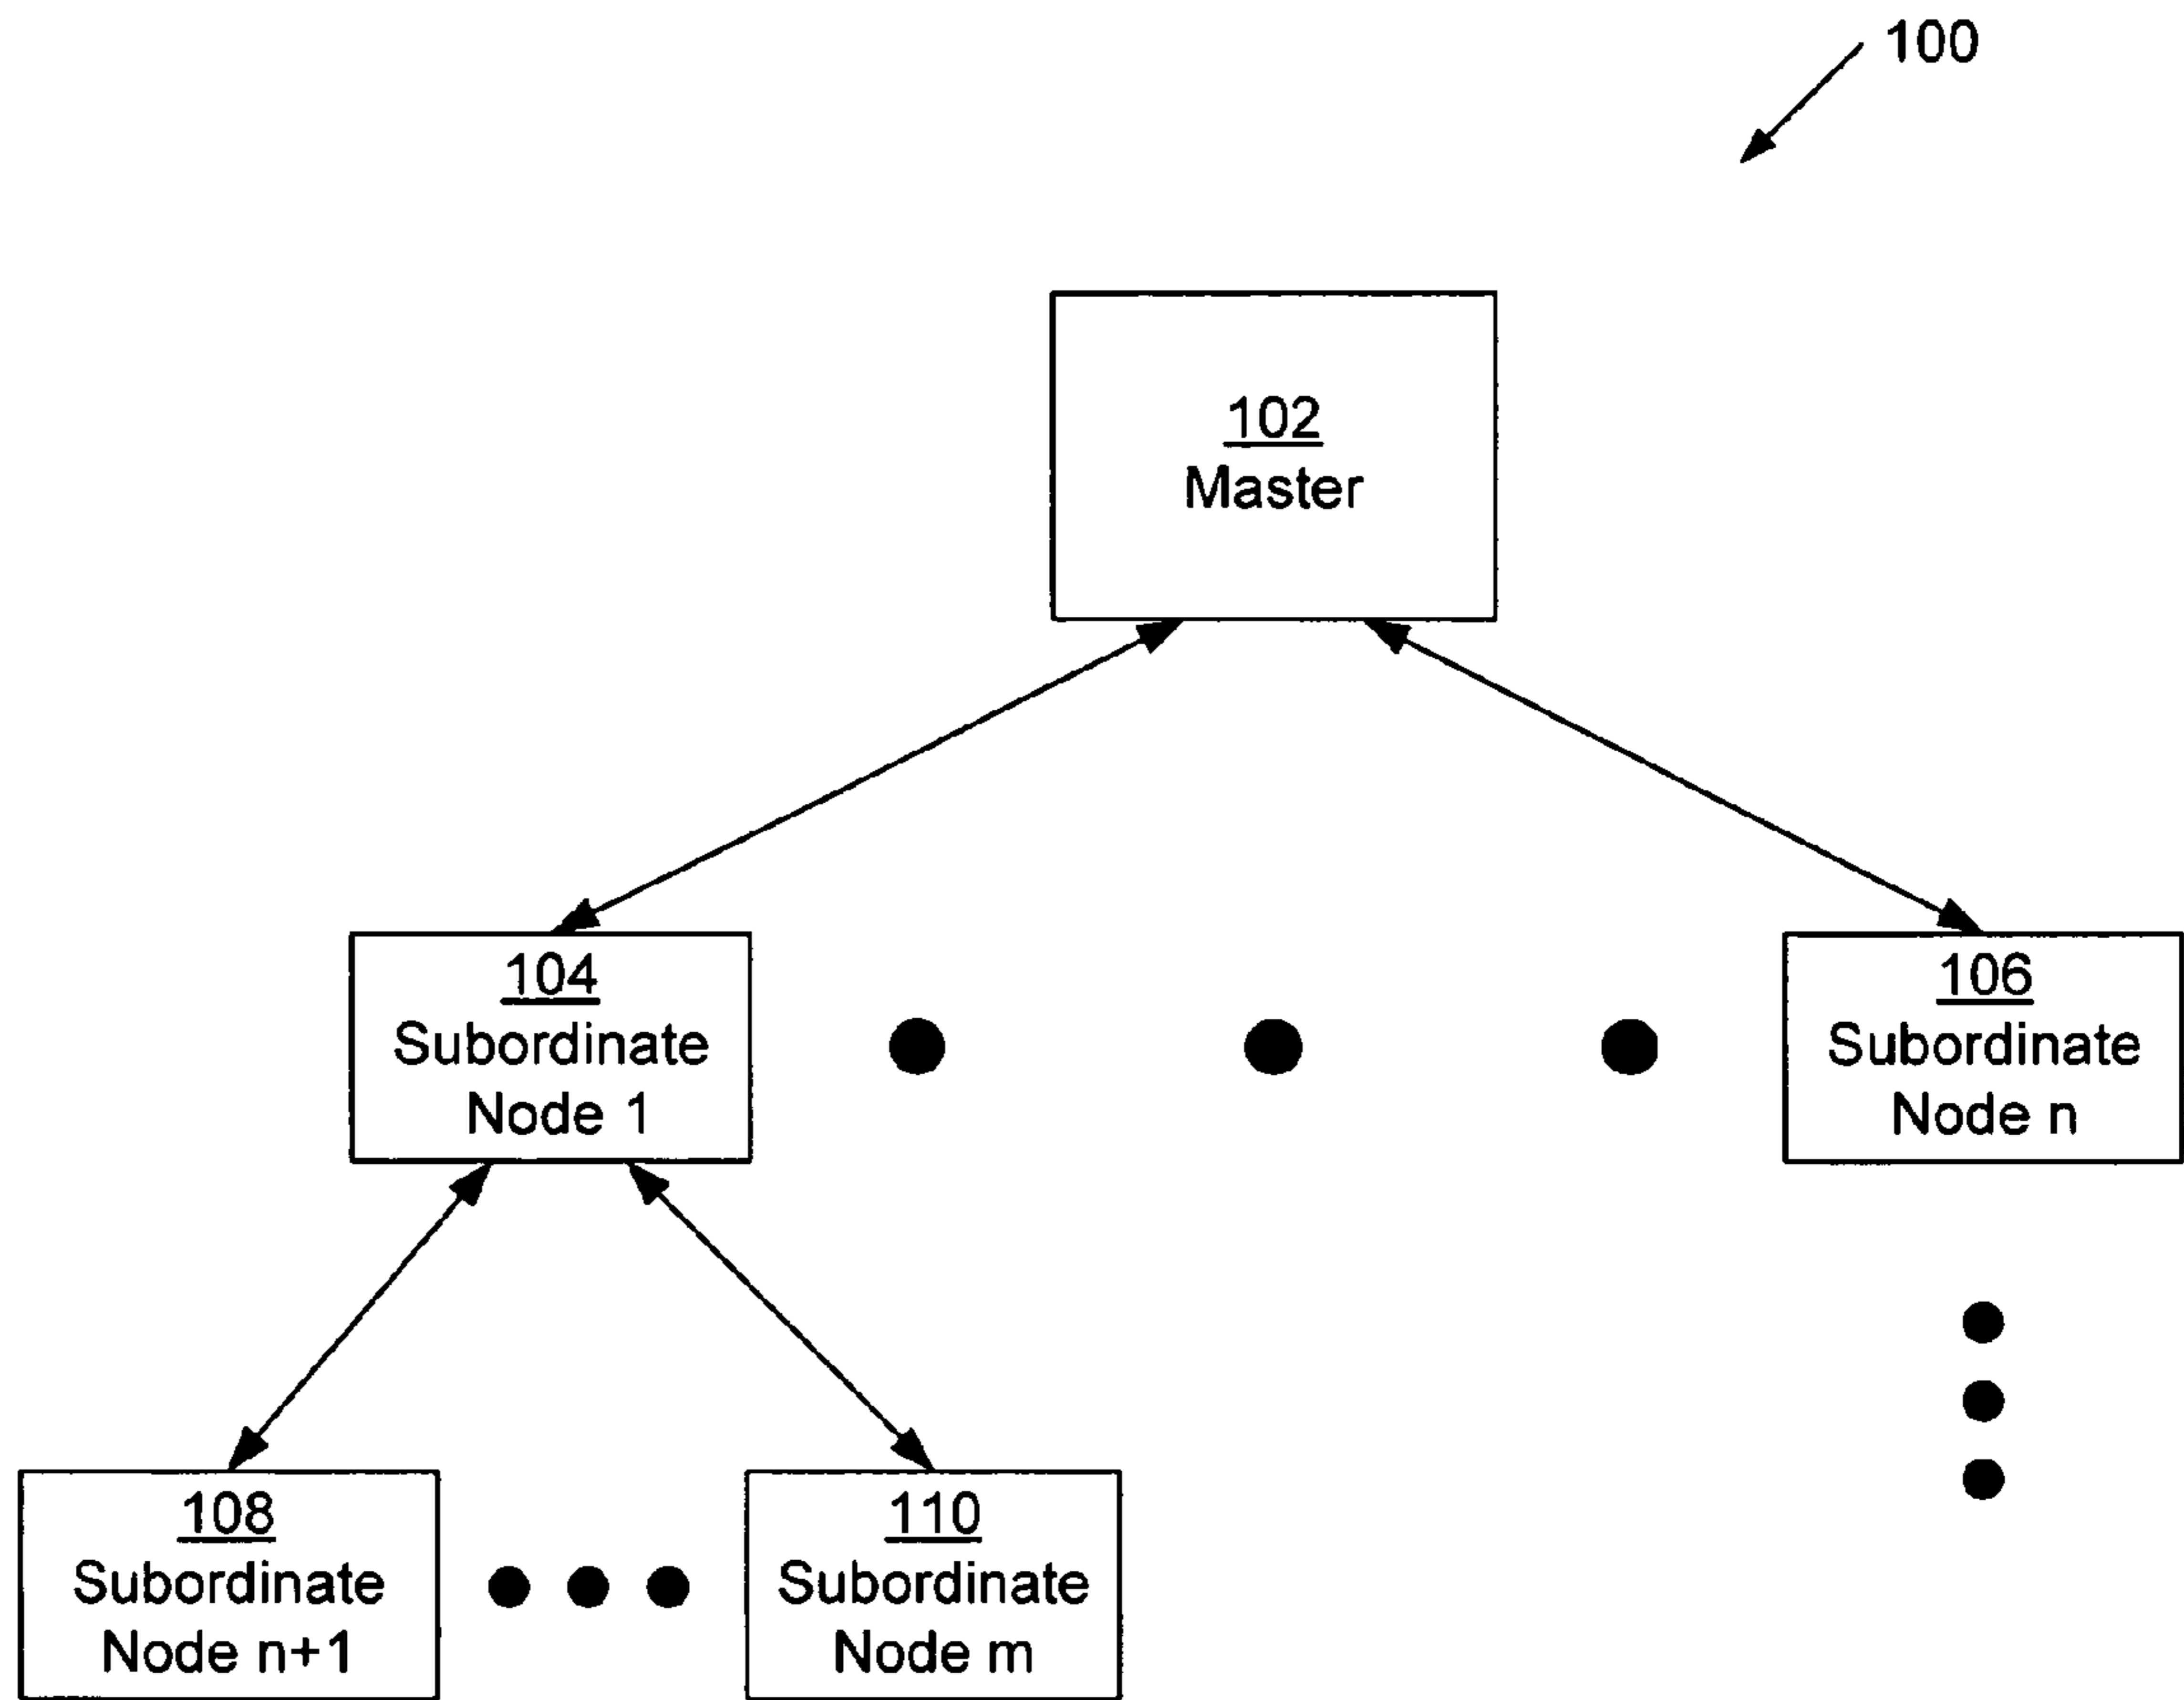 100
102
Master
104
Subordinate
Node 1
106
Subordinate
Node n
108
Subordinate
Node n+1
110
Subordinate
Node m